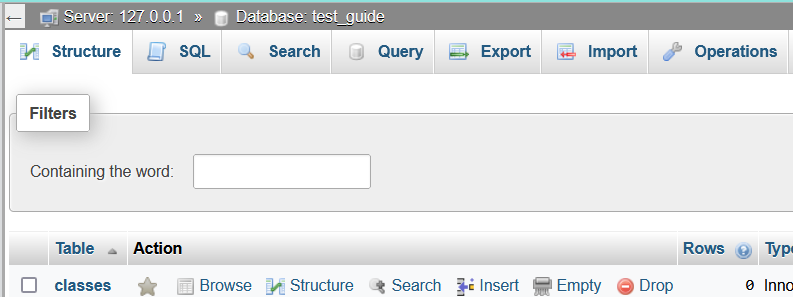 ← Server: 127.0.0.1 » Database: test_guide
Structure SQL Search Query Export Import Operations
Filters
Containing the word:
Table Action Rows Type
classes Browse Structure Search Insert Empty Drop 0 Inno